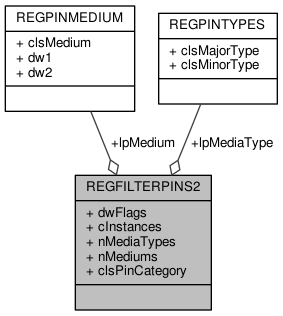 REGPINMEDIUM
+ clsMedium
+ dw1
+ dw2
REGPINTYPES
+ clsMajorType
+ clsMinorType
+lpMedium
+lpMediaType
REGFILTERPINS2
+ dwFlags
+ cInstances
+ nMediaTypes
+ nMediums
+ clsPinCategory